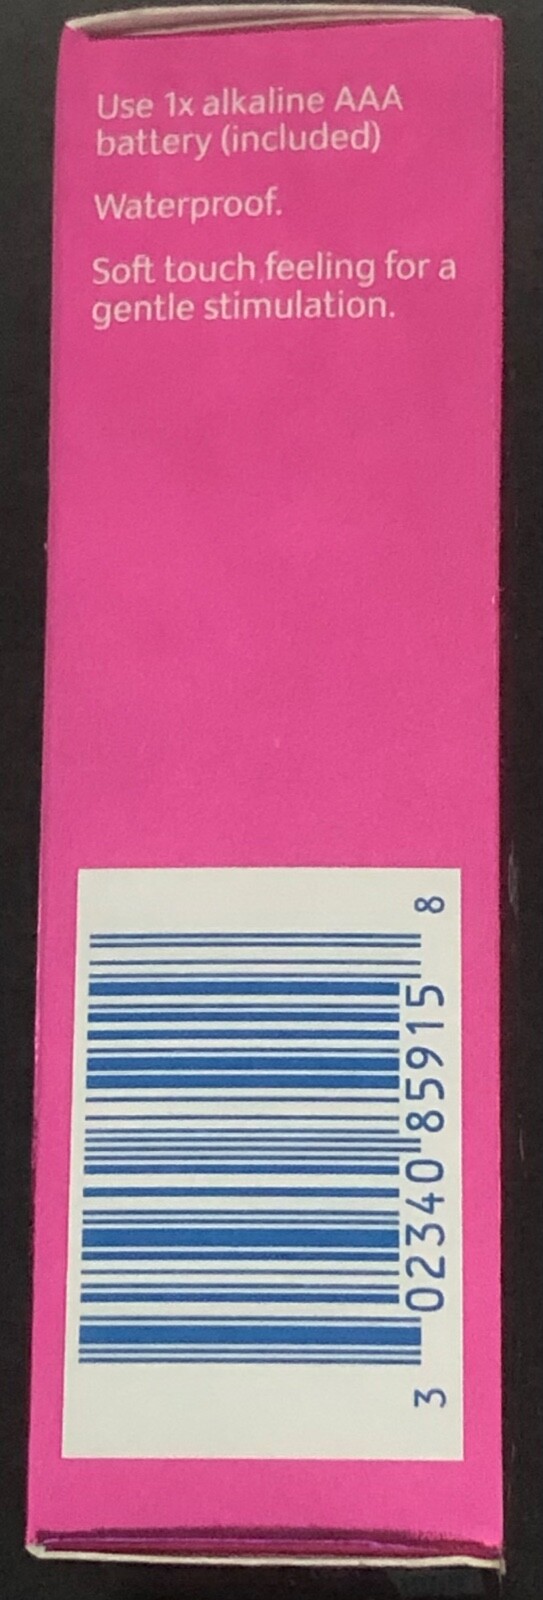 Use 1x alkaline AAA
battery (included)
Waterproof.
Soft touch feeling for a
gentle stimulation.
3 02340 85915 8